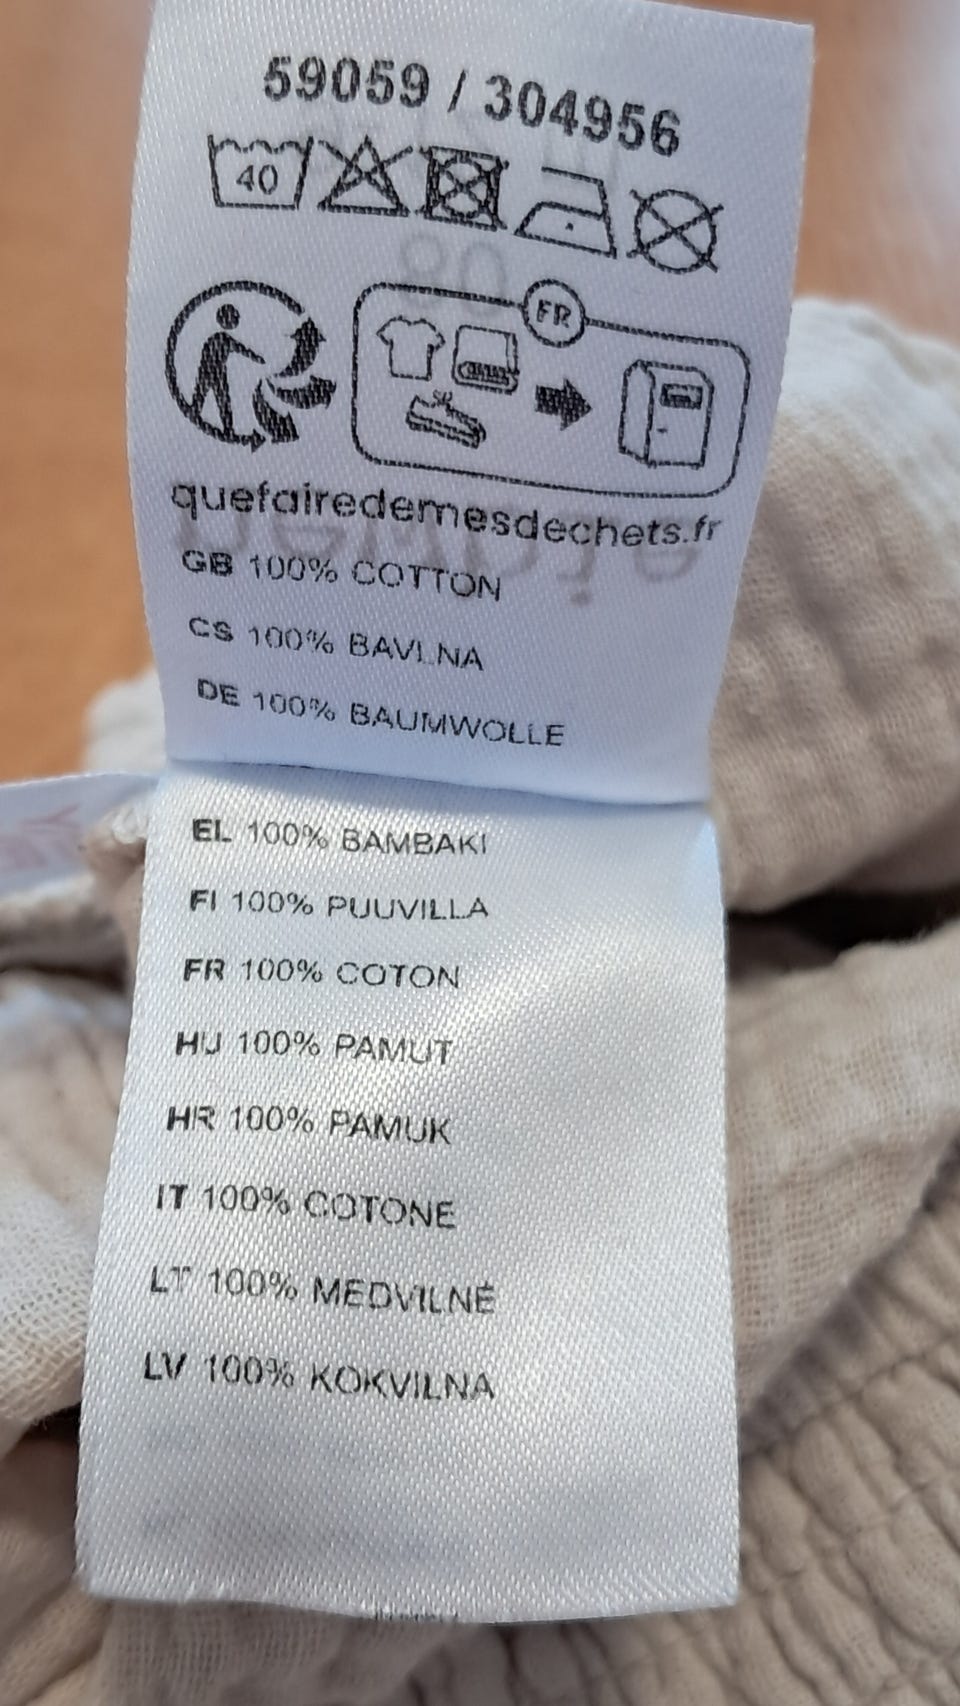 59059 / 304956
40
FR
quefairedemesdechets.fr
GB 100% COTTON
CS 100% BAVLNA
DE 100% BAUMWOLLE
EL 100% BAMBAKI
FI 100% PUUVILLA
FR 100% COTON
HU 100% PAMUT
HR 100% PAMUK
IT 100% COTONE
LT 100% MEDVILNĖ
LV 100% KOKVILNA